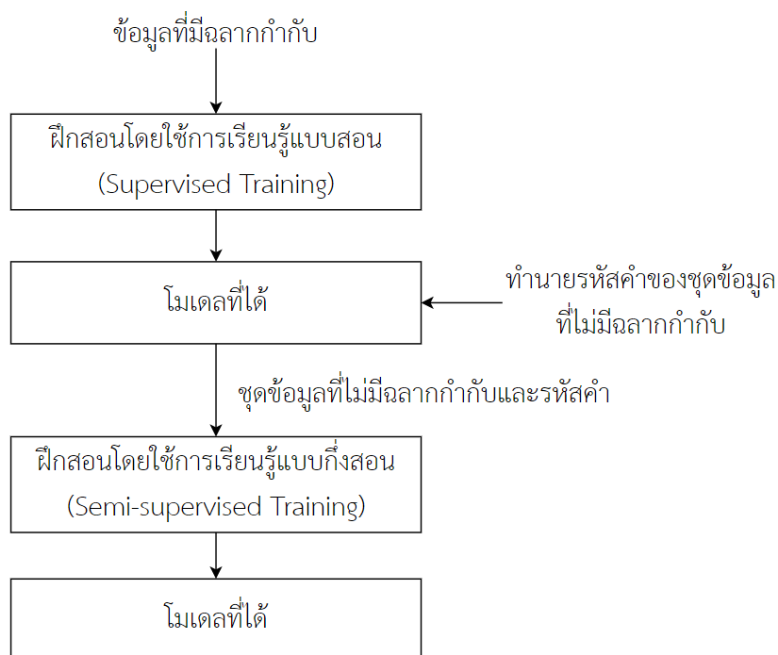 ข้อมูลที่มีฉลากกำกับ
ฝึกสอนโดยใช้การเรียนรู้แบบสอน
(Supervised Training)
โมเดลที่ได้
ทำนายรหัสคำของชุดข้อมูล
ที่ไม่มีฉลากกำกับ
ชุดข้อมูลที่ไม่มีฉลากกำกับและรหัสคำ
ฝึกสอนโดยใช้การเรียนรู้แบบกึ่งสอน
(Semi-supervised Training)
โมเดลที่ได้